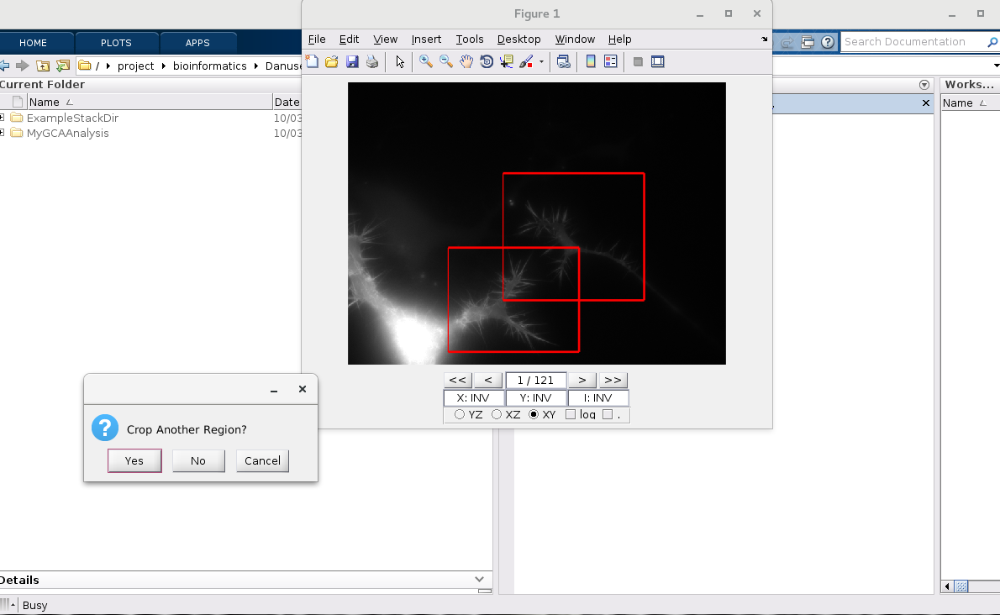 Figure 1
HOME PLOTS APPS
File Edit View Insert Tools Desktop Window Help
Search Documentation
/ project bioinformatics Danuse
Current Folder
Works...
Name Date
Name
ExampleStackDir 10/03
MyGCAAnalysis 10/03
<< < 1 / 121 > >>
X: INV Y: INV I: INV
YZ XZ XY log .
Crop Another Region?
Yes No Cancel
Details
Busy